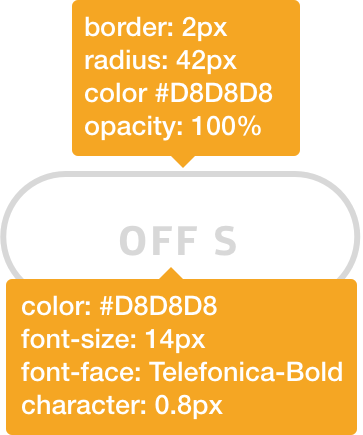 border: 2px
radius: 42px
color #D8D8D8
opacity: 100%
OFF S
color: #D8D8D8
font-size: 14px
font-face: Telefonica-Bold
character: 0.8px